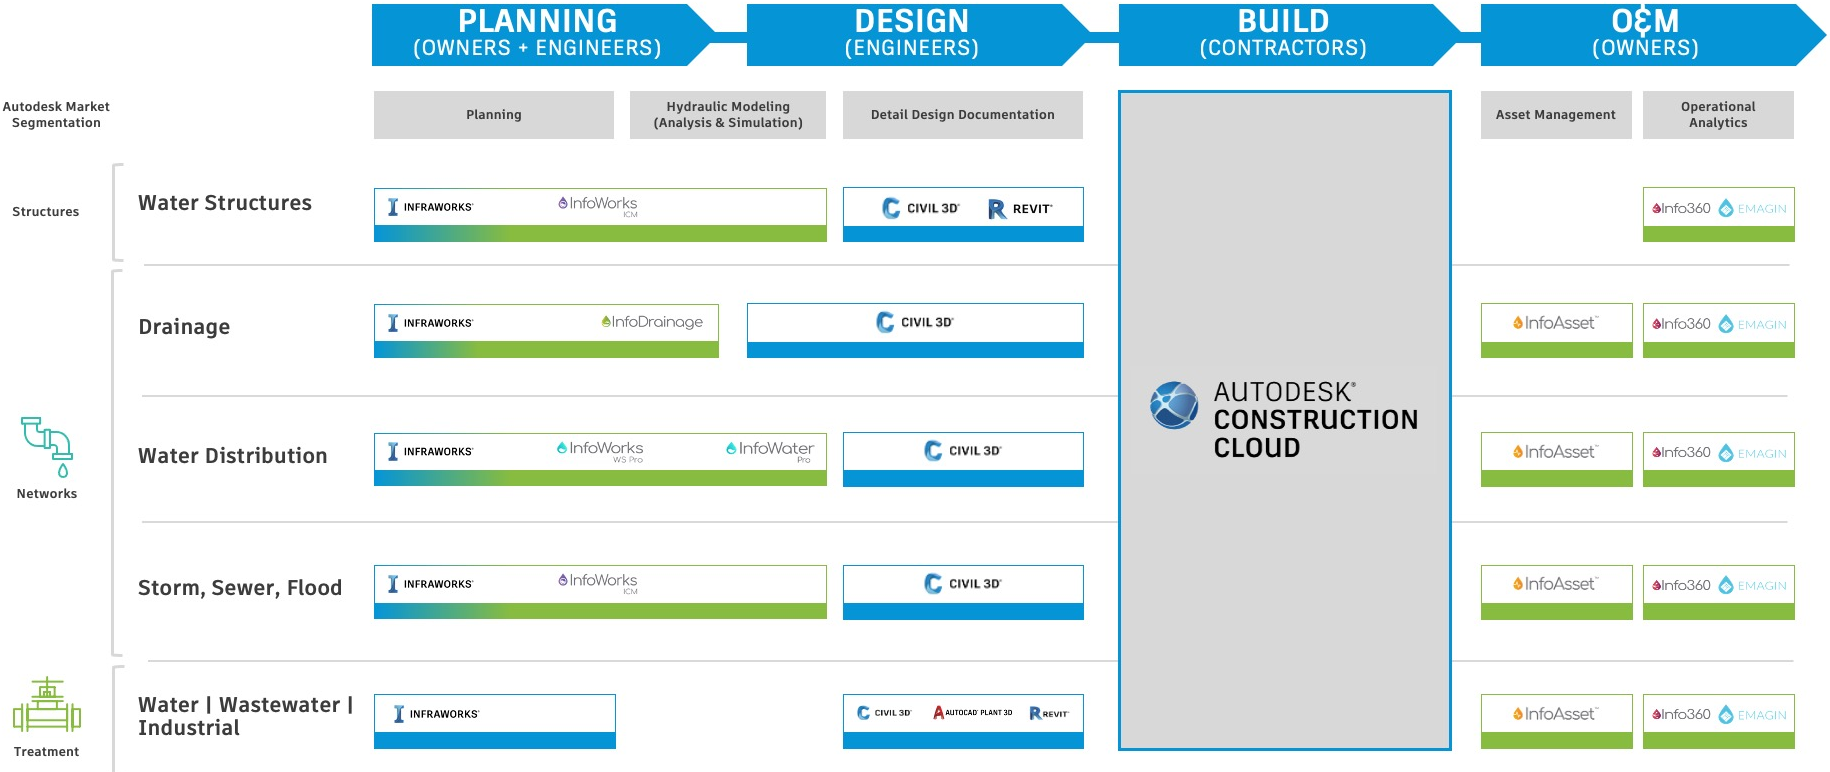 PLANNING
(OWNERS + ENGINEERS)
DESIGN
(ENGINEERS)
BUILD
(CONTRACTORS)
O&M
(OWNERS)
Autodesk Market
Segmentation
Planning
Hydraulic Modeling
(Analysis & Simulation)
Detail Design Documentation
Asset Management
Operational
Analytics
Structures
Water Structures
INFRAWORKS®
InfoWorks
ICM
CIVIL 3D®
REVIT®
Info360
EMAGIN
Drainage
INFRAWORKS®
InfoDrainage
CIVIL 3D®
InfoAsset™
Info360
EMAGIN
AUTODESK®
CONSTRUCTION
CLOUD
Networks
Water Distribution
INFRAWORKS®
InfoWorks
WS Pro
InfoWater
Pro
CIVIL 3D®
InfoAsset™
Info360
EMAGIN
Storm, Sewer, Flood
INFRAWORKS®
InfoWorks
ICM
CIVIL 3D®
InfoAsset™
Info360
EMAGIN
Treatment
Water | Wastewater |
Industrial
INFRAWORKS®
CIVIL 3D®
AUTOCAD® PLANT 3D
REVIT®
InfoAsset™
Info360
EMAGIN